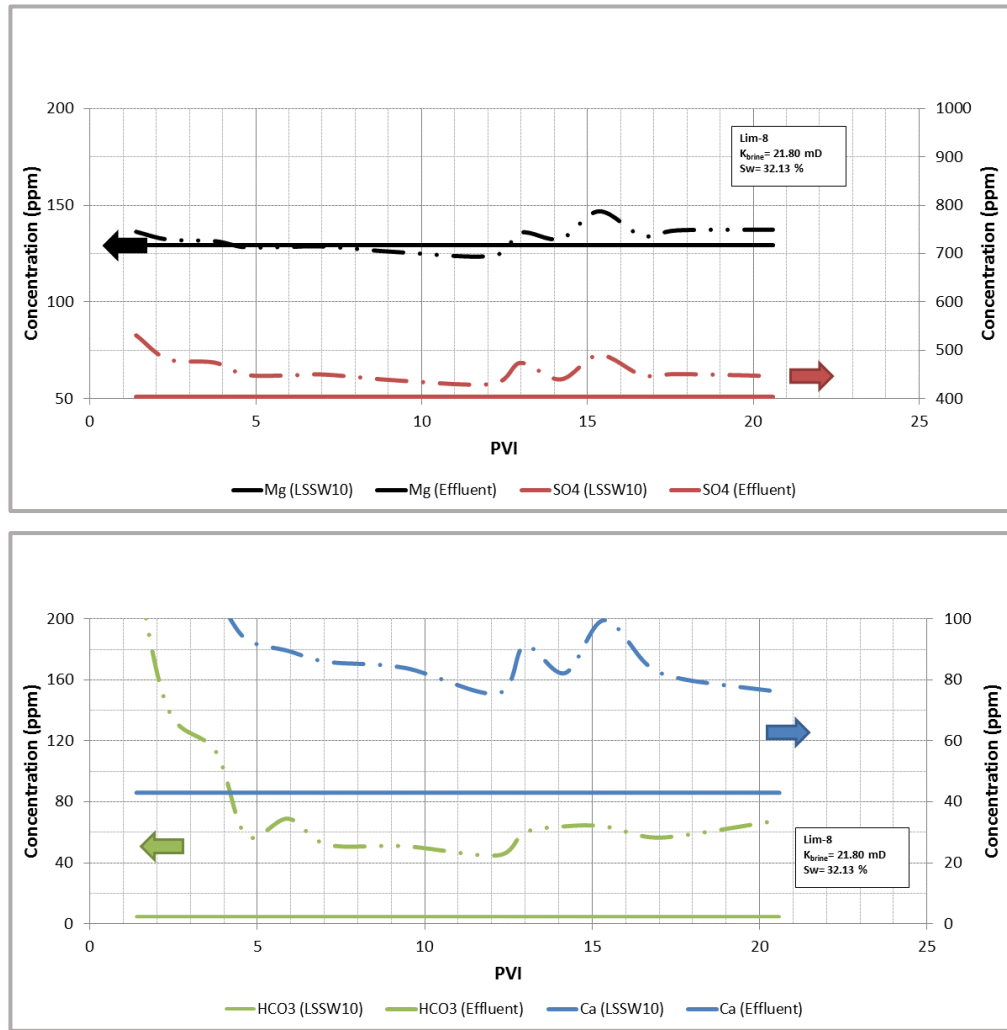 200
150
100
50
Concentration (ppm)
1000
900
800
700
600
500
400
Concentration (ppm)
Lim-8
Kbrine= 21.80 mD
Sw= 32.13 %
0 5 10 15 20 25
PVI
Mg (LSSW10) Mg (Effluent) SO4 (LSSW10) SO4 (Effluent)
200
160
120
80
40
0
Concentration (ppm)
100
80
60
40
20
0
Concentration (ppm)
Lim-8
Kbrine= 21.80 mD
Sw= 32.13 %
0 5 10 15 20 25
PVI
HCO3 (LSSW10) HCO3 (Effluent) Ca (LSSW10) Ca (Effluent)